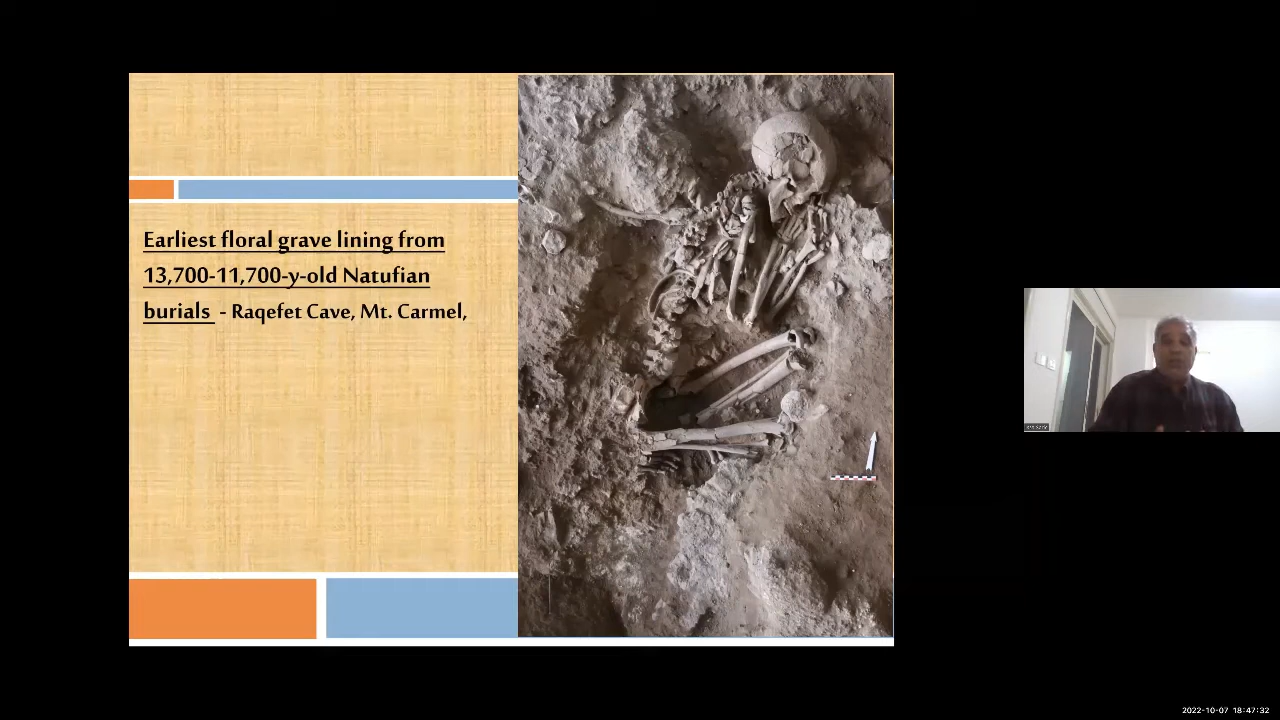 Earliest floral grave lining from
13,700-11,700-y-old Natufian
burials - Raqefet Cave, Mt. Carmel,
2022-10-07 18:47:32